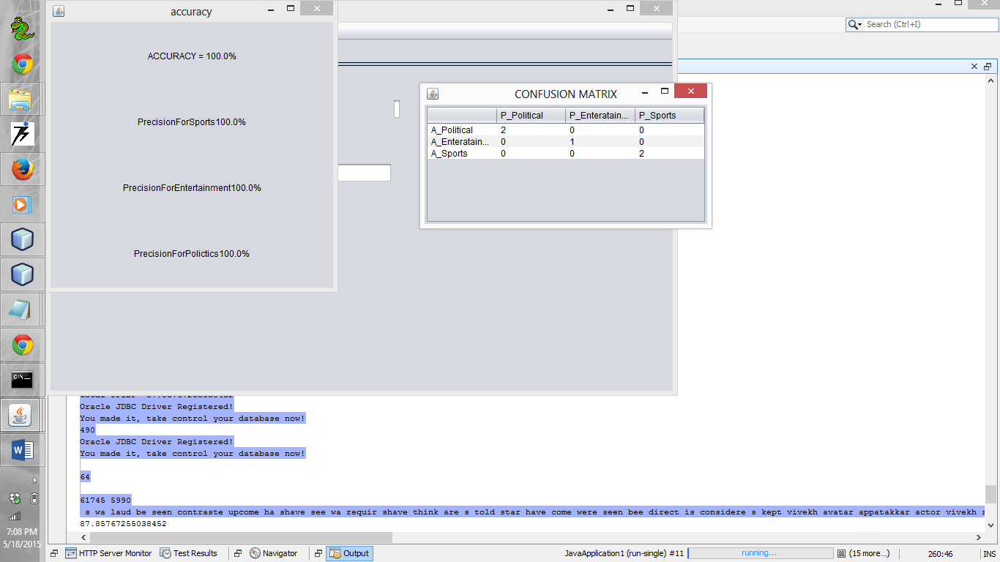 accuracy
ACCURACY = 100.0%
PrecisionForSports100.0%
PrecisionForEntertainment100.0%
PrecisionForPolictics100.0%
Search (Ctrl+I)
CONFUSION MATRIX
P_Political P_Enteratain... P_Sports
A_Political 2 0 0
A_Enteratain... 0 1 0
A_Sports 0 0 2
Oracle JDBC Driver Registered!
You made it, take control your database now!
490
Oracle JDBC Driver Registered!
You made it, take control your database now!
64
61745 5990
s wa laud be seen contraste upcome ha shave see wa requir shave think are s told star have come were seen bee direct is considere s kept vivekh avatar appatakkar actor vivekh
87.85767255038452
HTTP Server Monitor Test Results Navigator Output JavaApplication1 (run-single) #11 running... (15 more...) 260:46 INS
7:08 PM
5/18/2015